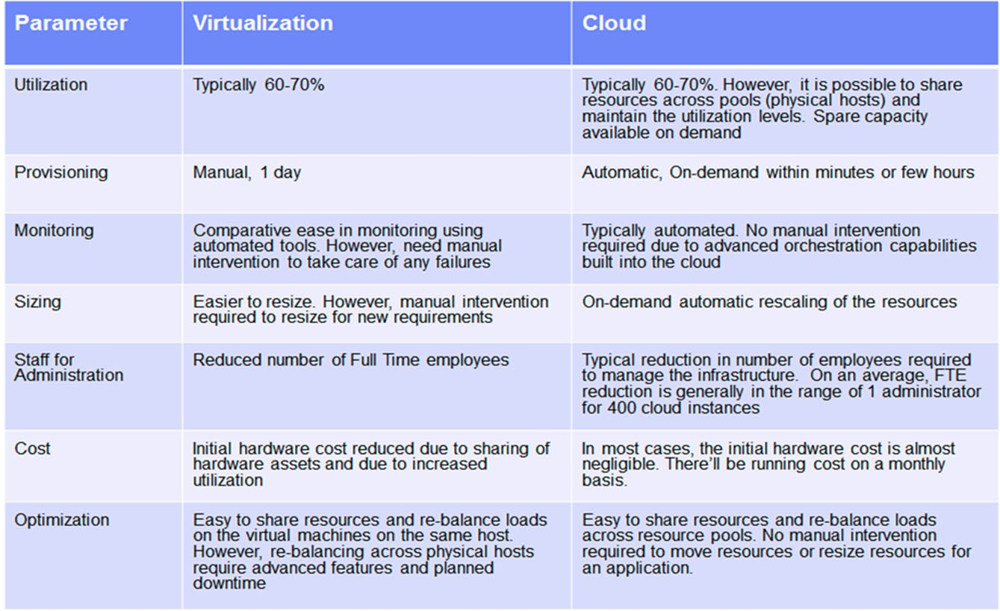 Parameter Virtualization Cloud
Utilization
Typically 60-70%
Typically 60-70%. However, it is possible to share
resources across pools (physical hosts) and
maintain the utilization levels. Spare capacity
available on demand
Provisioning
Manual, 1 day
Automatic, On-demand within minutes or few hours
Monitoring
Comparative ease in monitoring using
automated tools. However, need manual
intervention to take care of any failures
Typically automated. No manual intervention
required due to advanced orchestration capabilities
built into the cloud
Sizing
Easier to resize. However, manual intervention
required to resize for new requirements
On-demand automatic rescaling of the resources
Staff for
Administration
Reduced number of Full Time employees
Typical reduction in number of employees required
to manage the infrastructure. On an average, FTE
reduction is generally in the range of 1 administrator
for 400 cloud instances
Cost
Initial hardware cost reduced due to sharing of
hardware assets and due to increased
utilization
In most cases, the initial hardware cost is almost
negligible. There’ll be running cost on a monthly
basis.
Optimization
Easy to share resources and re-balance loads
on the virtual machines on the same host.
However, re-balancing across physical hosts
require advanced features and planned
downtime
Easy to share resources and re-balance loads
across resource pools. No manual intervention
required to move resources or resize resources for
an application.